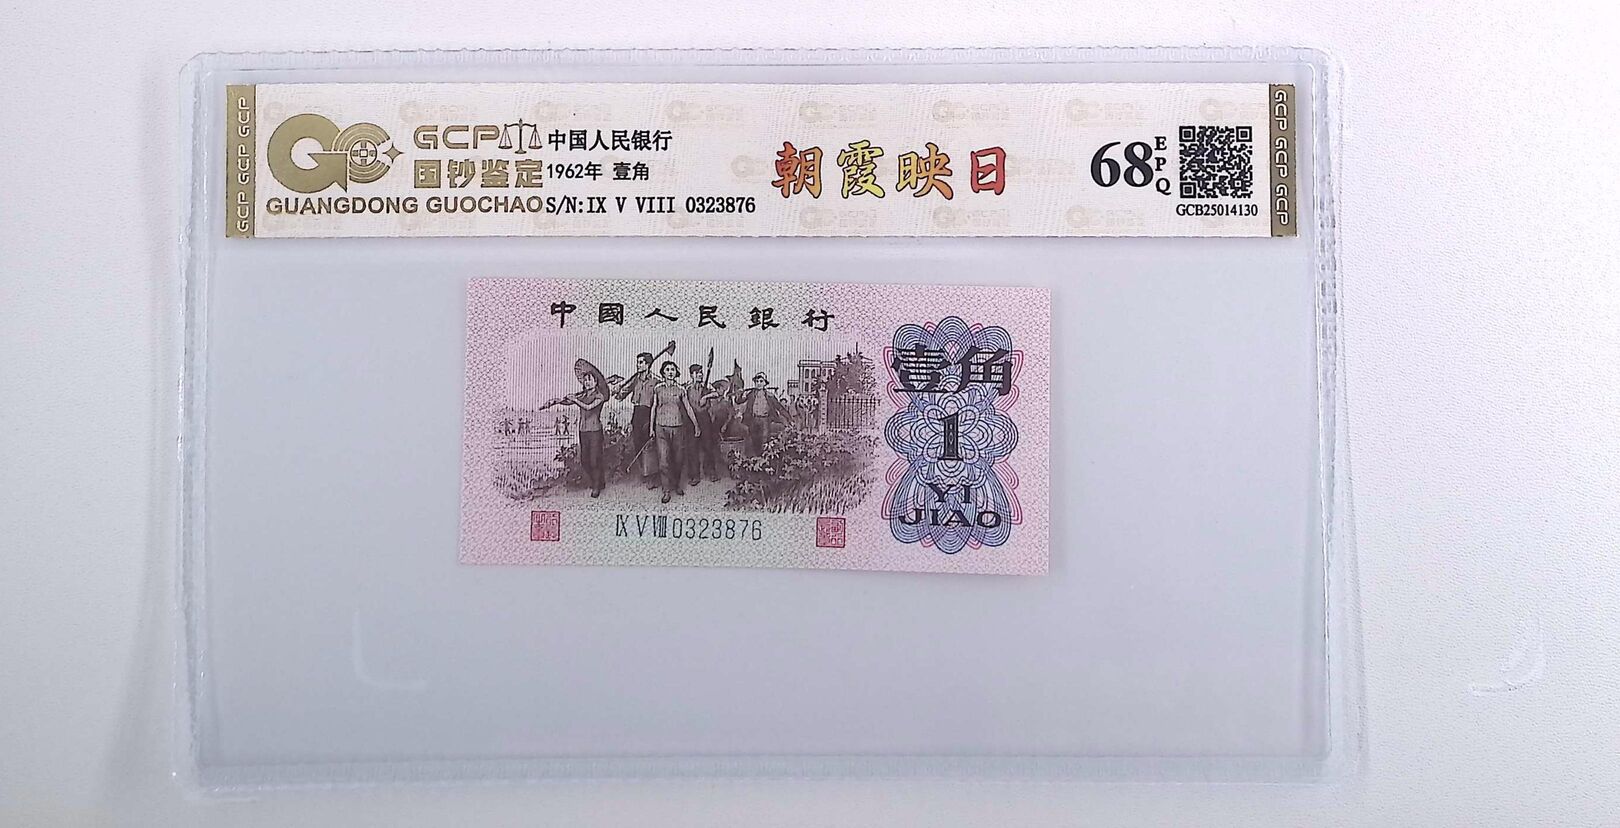 GCP GCP GCP
GCP
国钞鉴定
GUANGDONG GUOCHAO
中国人民银行
1962年 壹角
S/N:IX V VIII 0323876
朝霞映日
68
EPQ
GCB25014130
GCP GCP GCP
中國人民銀行
壹角
1
YI
JIAO
IX V VIII 0323876